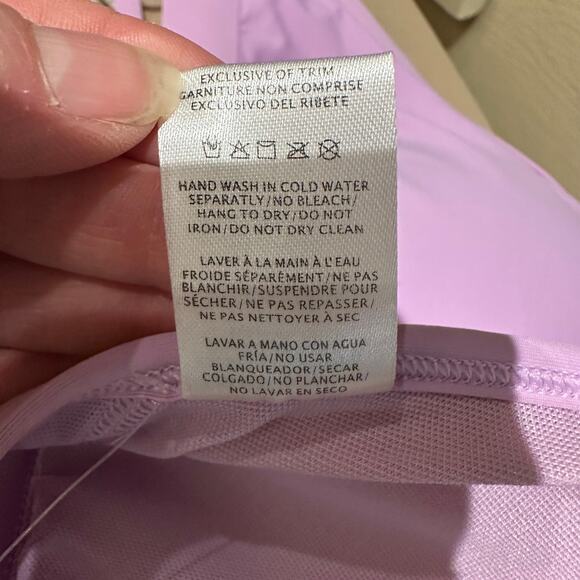 EXCLUSIVE OF TRIM
GARNITURE NON COMPRISE
EXCLUSIVO DEL RIBETE
HAND WASH IN COLD WATER
SEPARATLY/NO BLEACH/
HANG TO DRY/DO NOT
IRON/DO NOT DRY CLEAN
LAVER À LA MAIN À L'EAU
FROIDE SÉPARÉMENT/NE PAS
BLANCHIR/SUSPENDRE POUR
SÉCHER/NE PAS REPASSER/
NE PAS NETTOYER À SEC
LAVAR A MANO CON AGUA
FRÍA/NO USAR
BLANQUEADOR/SECAR
COLGADO/NO PLANCHAR/
NO LAVAR EN SECO